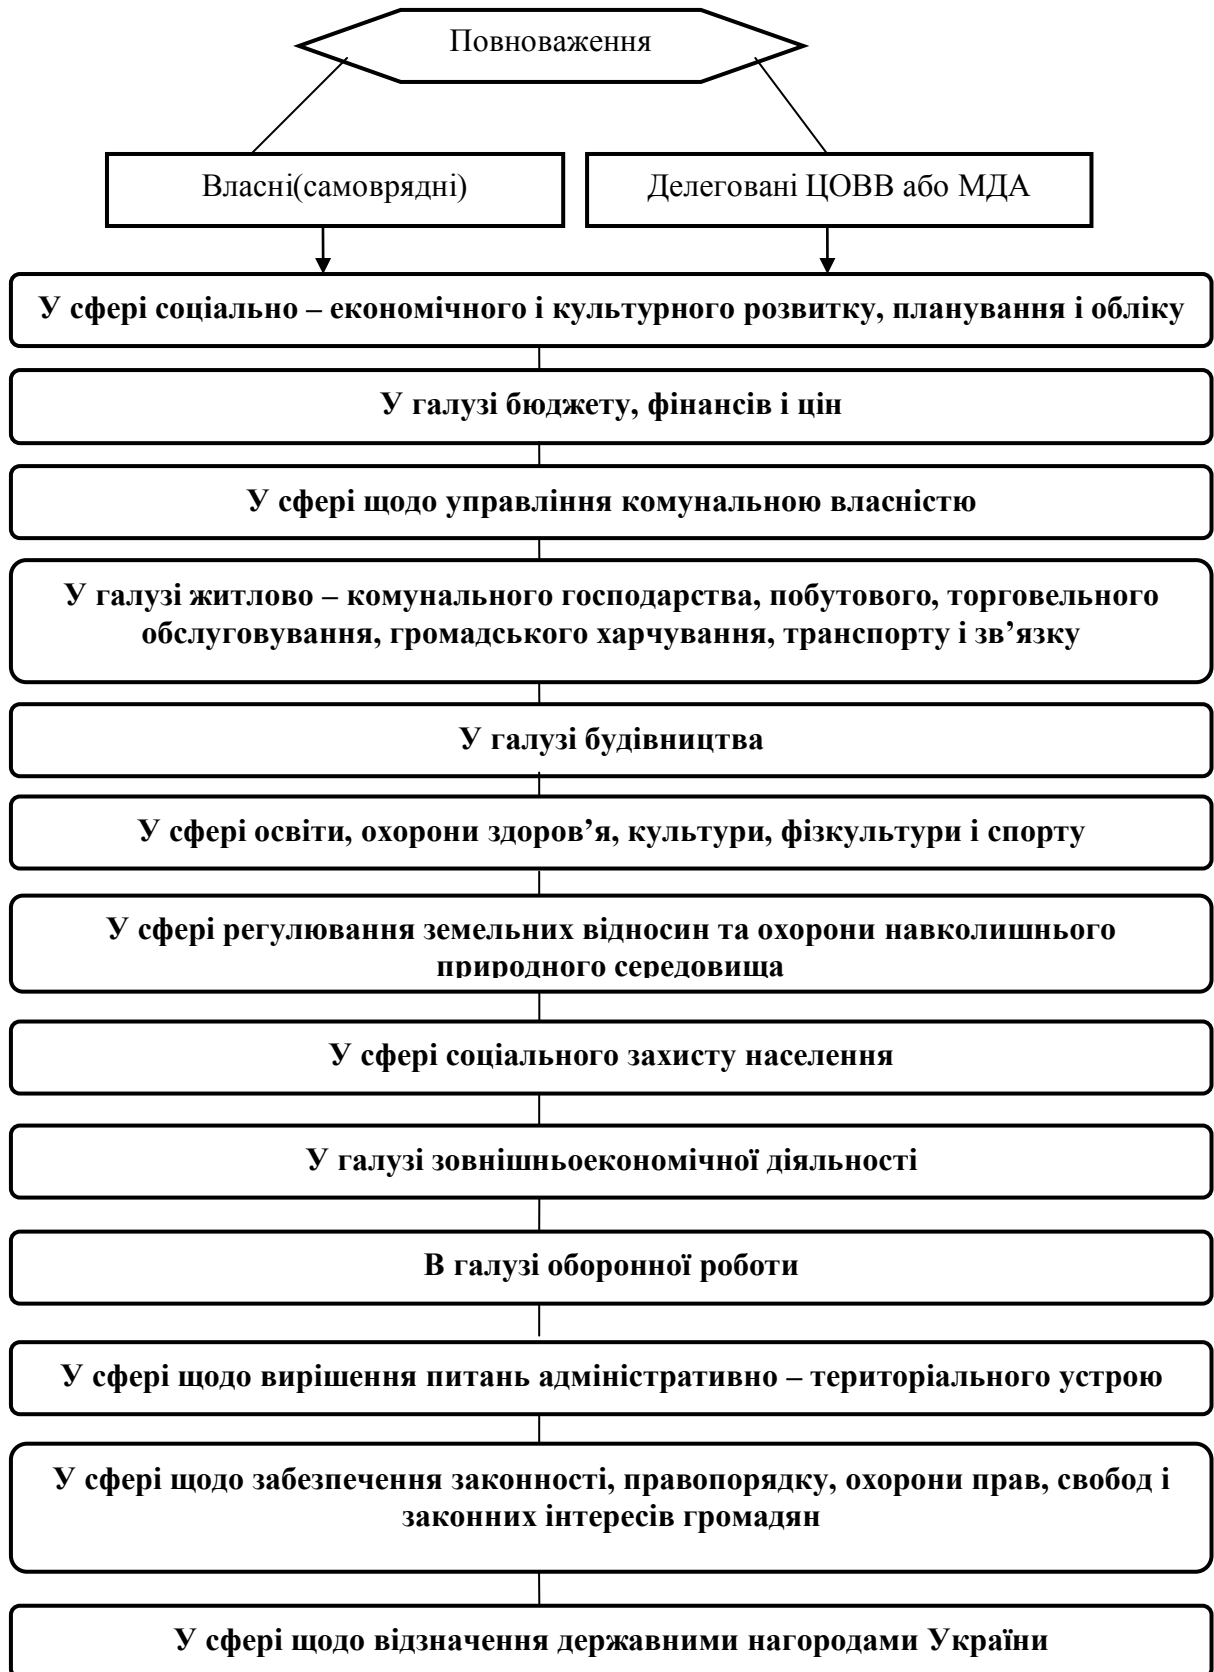 Повноваження
Власні(самоврядні)
Делеговані ЦОВВ або МДА
У сфері соціально – економічного і культурного розвитку, планування і обліку
У галузі бюджету, фінансів і цін
У сфері щодо управління комунальною власністю
У галузі житлово – комунального господарства, побутового, торговельного
обслуговування, громадського харчування, транспорту і зв’язку
У галузі будівництва
У сфері освіти, охорони здоров’я, культури, фізкультури і спорту
У сфері регулювання земельних відносин та охорони навколишнього
природного середовища
У сфері соціального захисту населення
У галузі зовнішньоекономічної діяльності
В галузі оборонної роботи
У сфері щодо вирішення питань адміністративно – територіального устрою
У сфері щодо забезпечення законності, правопорядку, охорони прав, свобод і
законних інтересів громадян
У сфері щодо відзначення державними нагородами України